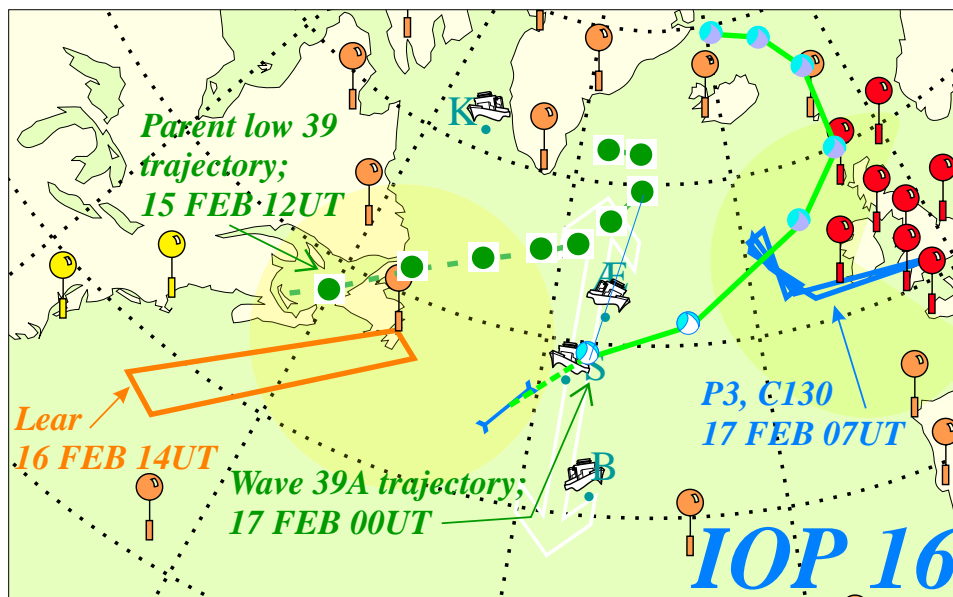 K
Parent low 39
trajectory;
15 FEB 12UT
Æ
S
P3, C130
17 FEB 07UT
Lear
16 FEB 14UT
B
Wave 39A trajectory;
17 FEB 00UT
IOP 16